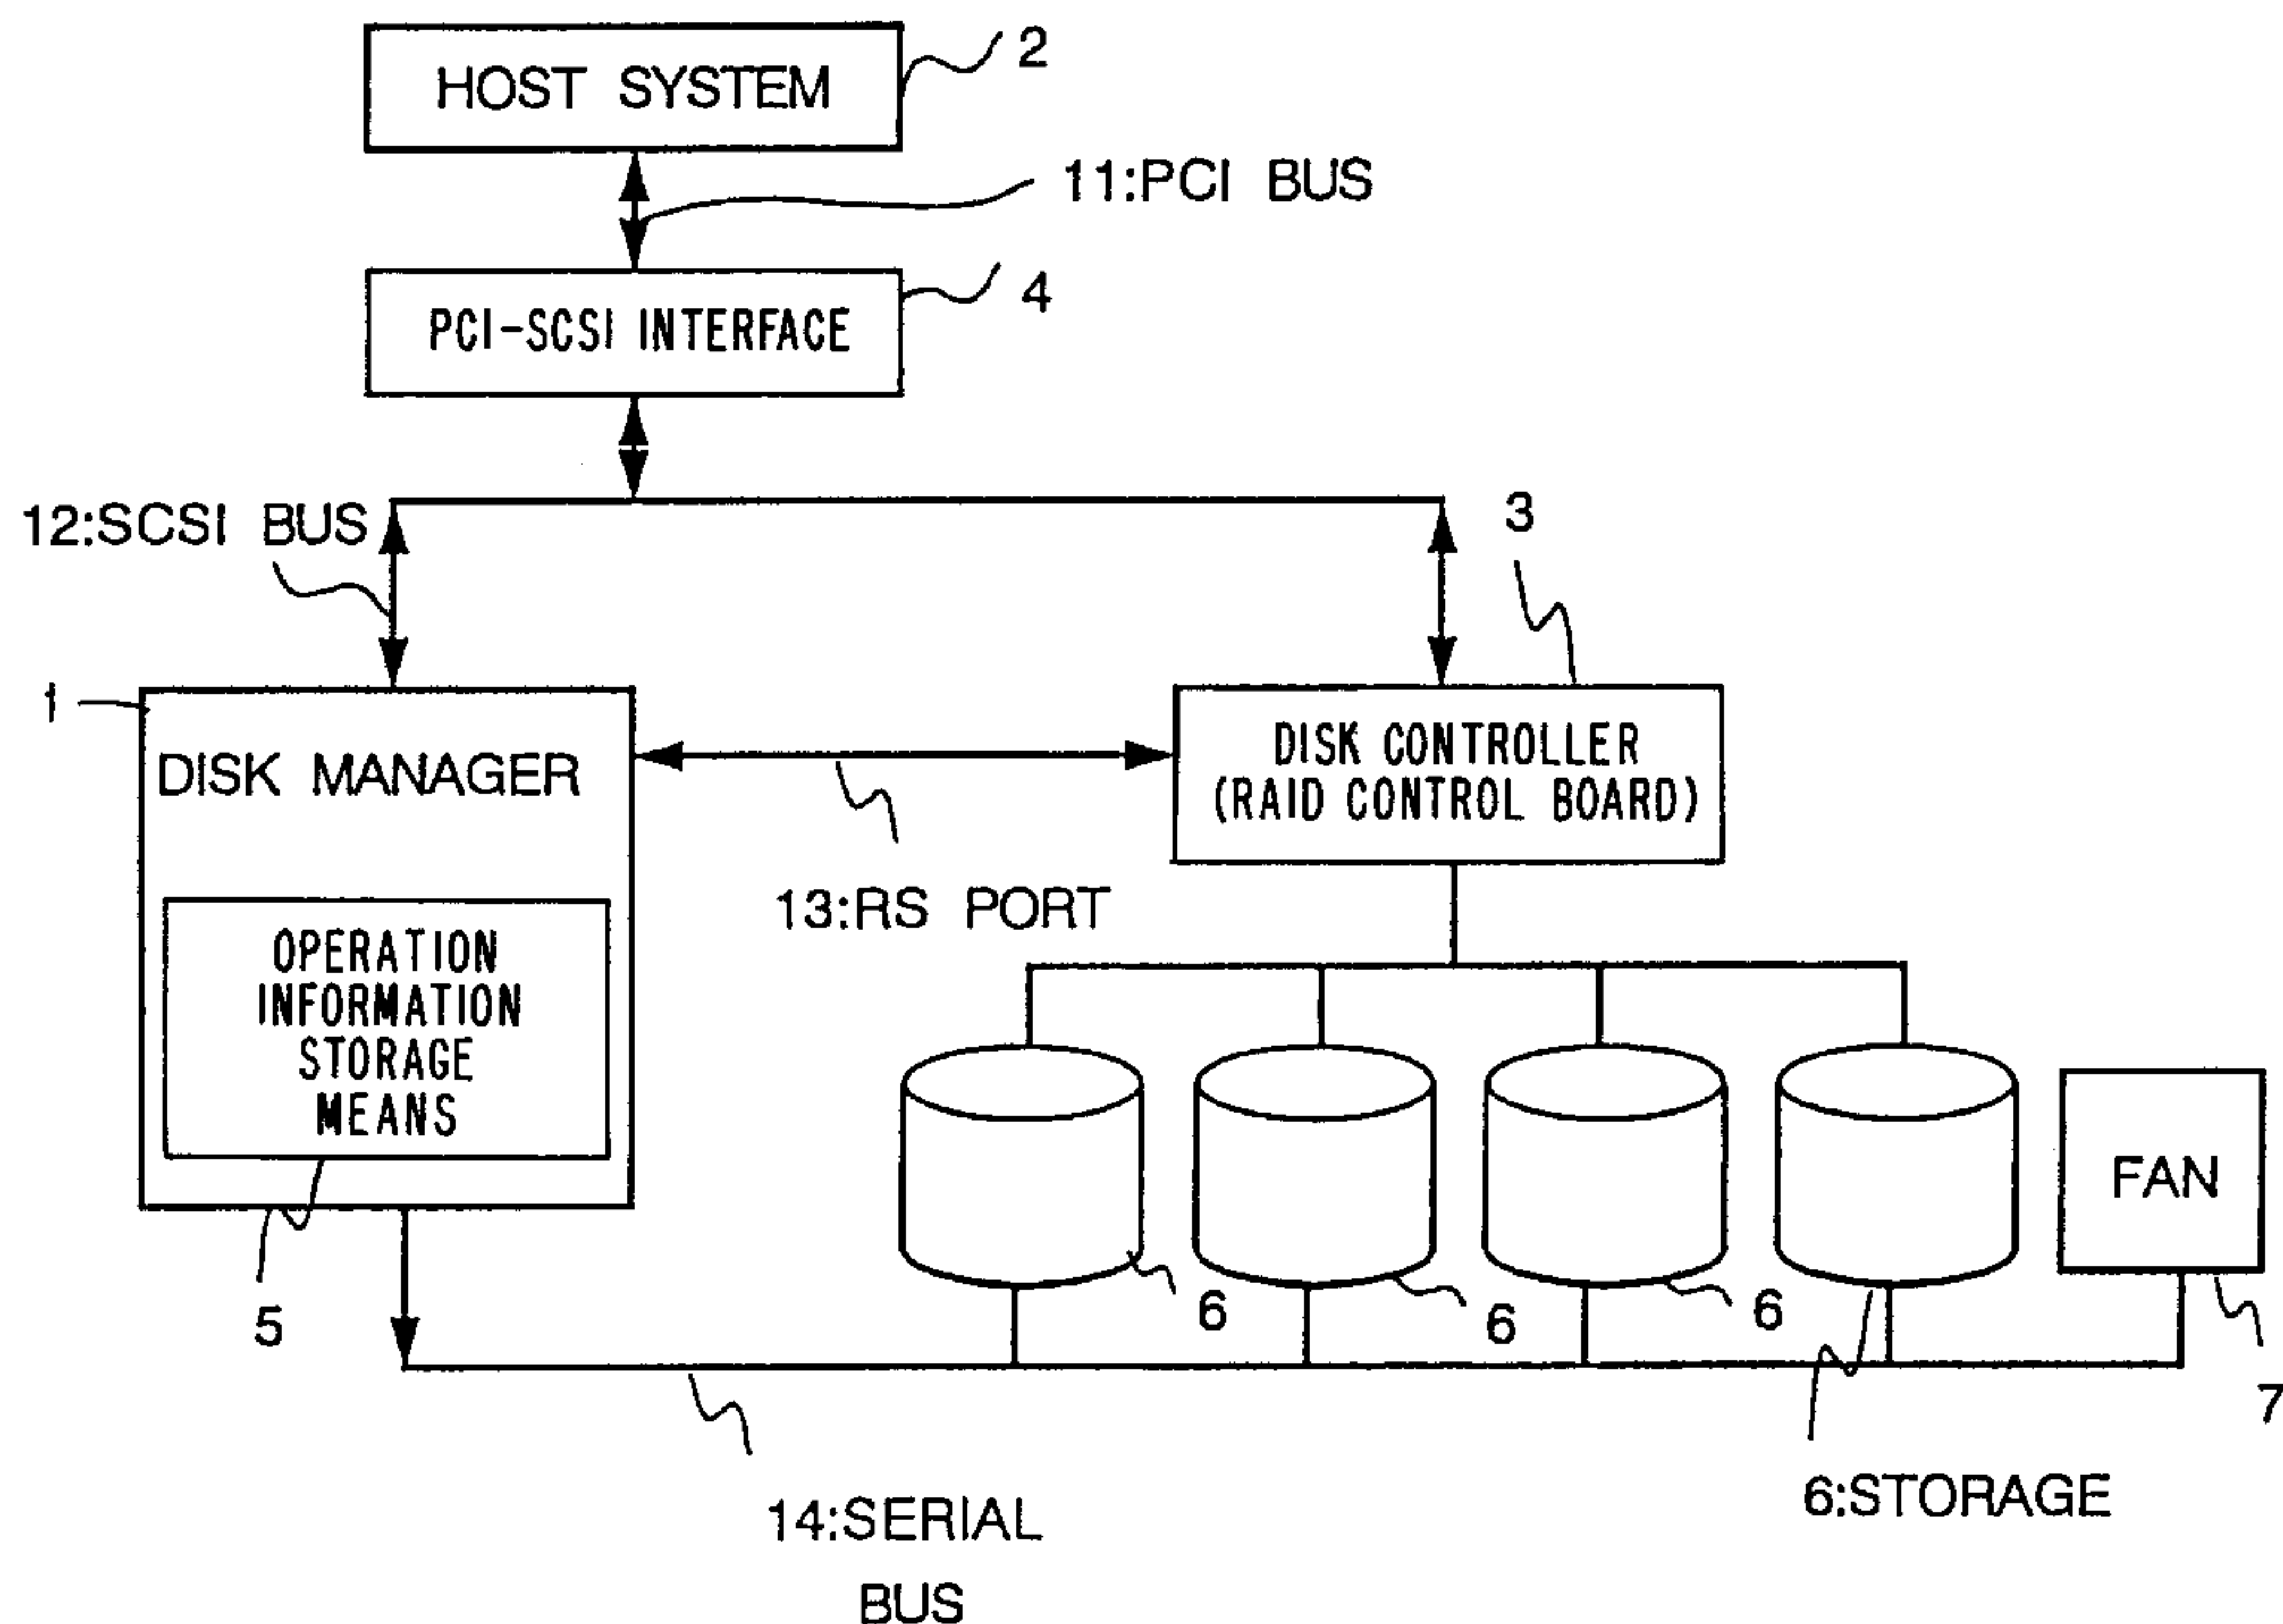 HOST SYSTEM
2
11:PCI BUS
4
PCI-SCSI INTERFACE
12:SCSI BUS
3
1
DISK MANAGER
DISK CONTROLLER
(RAID CONTROL BOARD)
13:RS PORT
OPERATION
INFORMATION
STORAGE
MEANS
FAN
5
6
6
6
7
6:STORAGE
14:SERIAL
BUS